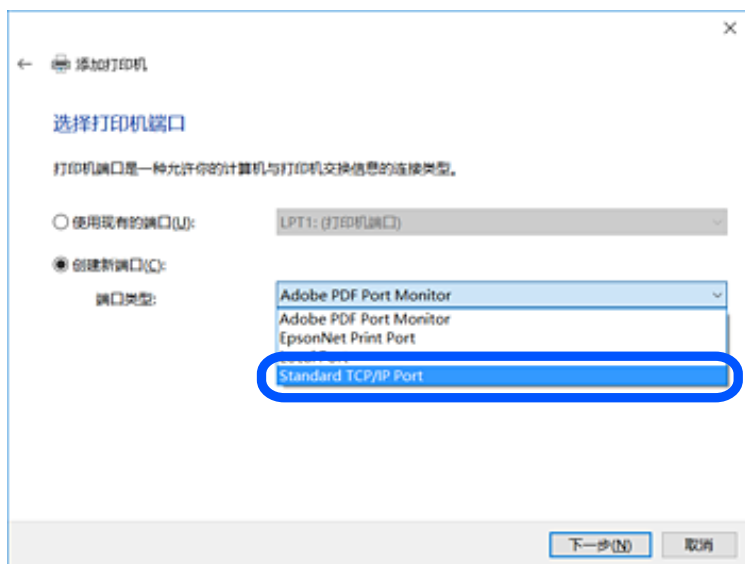 添加打印机
选择打印机端口
打印机端口是一种允许你的计算机与打印机交换信息的连接类型。
使用现有的端口(U):
LPT1: (打印机端口)
创建新端口(C):
端口类型:
Adobe PDF Port Monitor
Adobe PDF Port Monitor
EpsonNet Print Port
Standard TCP/IP Port
下一步(N)
取消